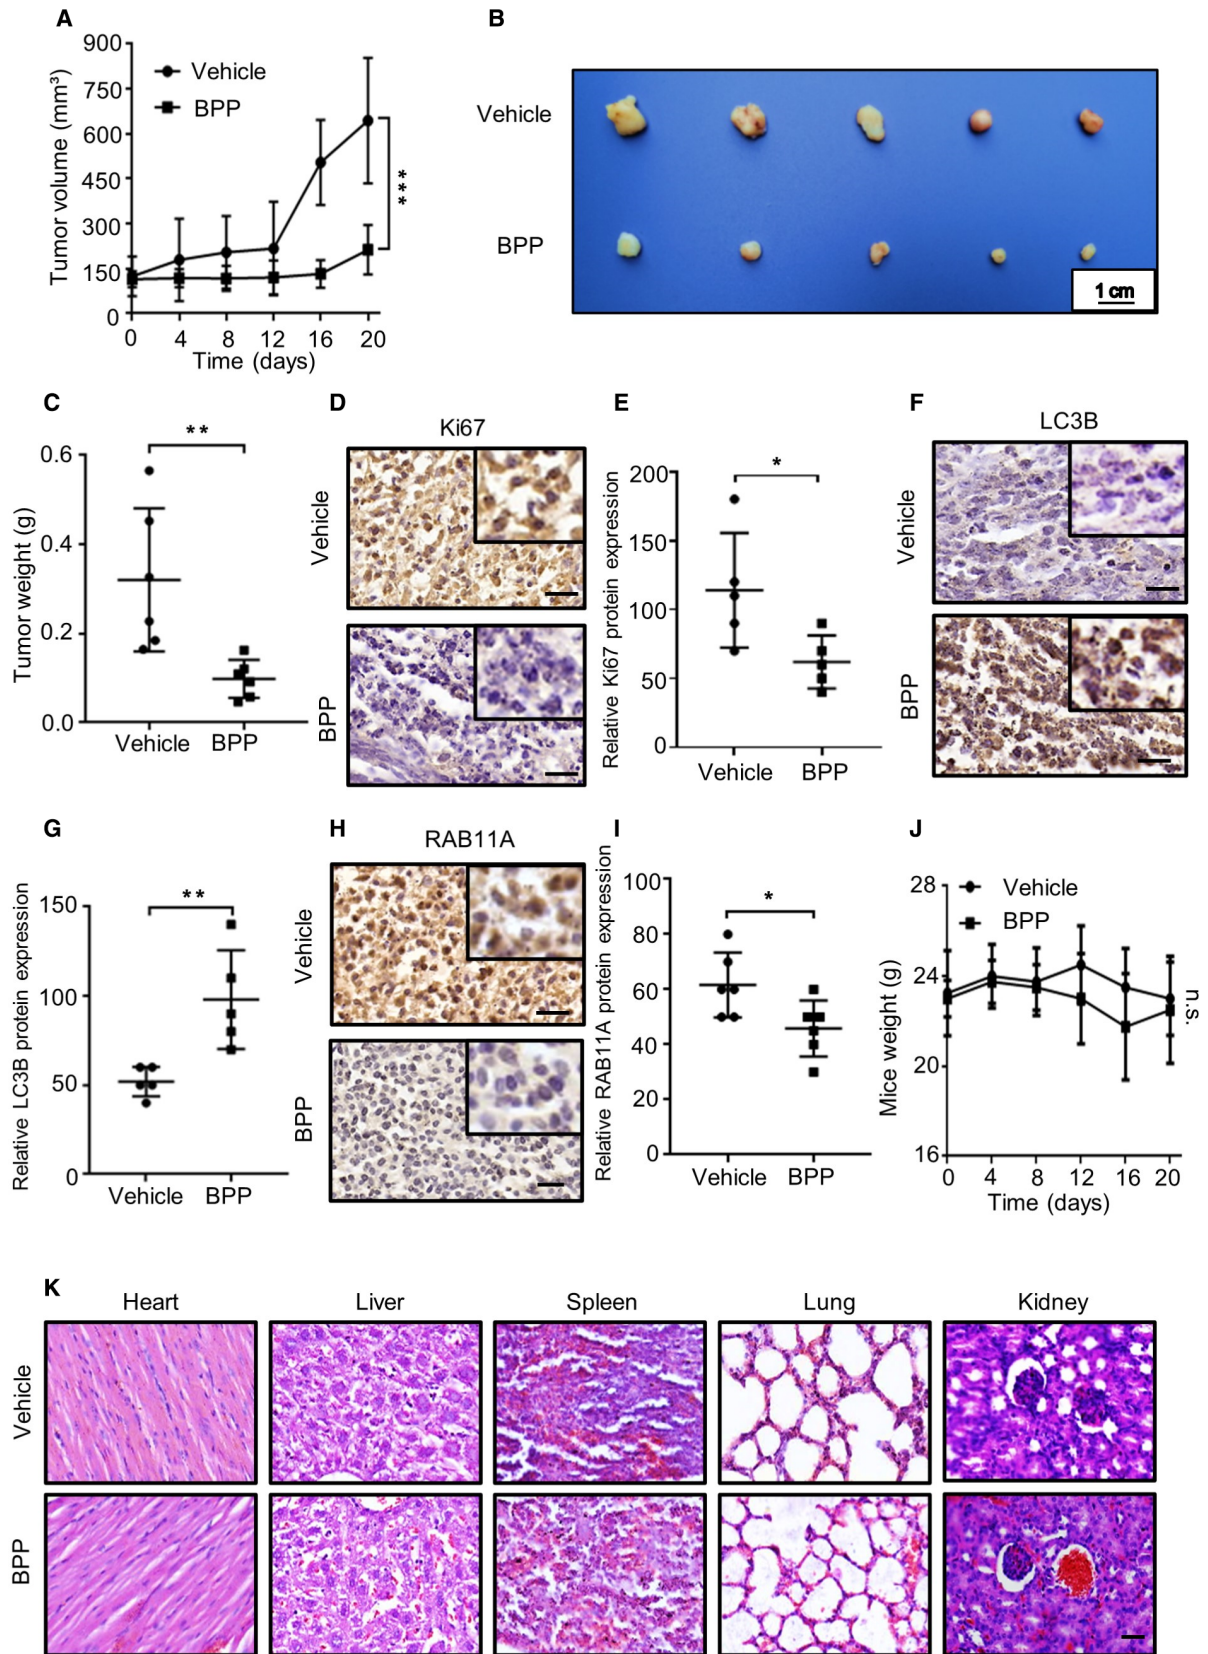 A
Tumor volume (mm³)
900
750
600
450
300
150
0
Vehicle
BPP
***
0 4 8 12 16 20
Time (days)
B
Vehicle
BPP
1 cm
C
Tumor weight (g)
0.6
0.4
0.2
0.0
**
Vehicle BPP
D
Ki67
Vehicle
BPP
E
Relative Ki67 protein expression
200
150
100
50
0
*
Vehicle BPP
F
LC3B
Vehicle
BPP
G
Relative LC3B protein expression
150
100
50
0
**
Vehicle BPP
H
RAB11A
Vehicle
BPP
I
Relative RAB11A protein expression
100
80
60
40
20
0
*
Vehicle BPP
J
Mice weight (g)
28
24
20
16
Vehicle
BPP
n.s.
0 4 8 12 16 20
Time (days)
K
Heart Liver Spleen Lung Kidney
Vehicle
BPP